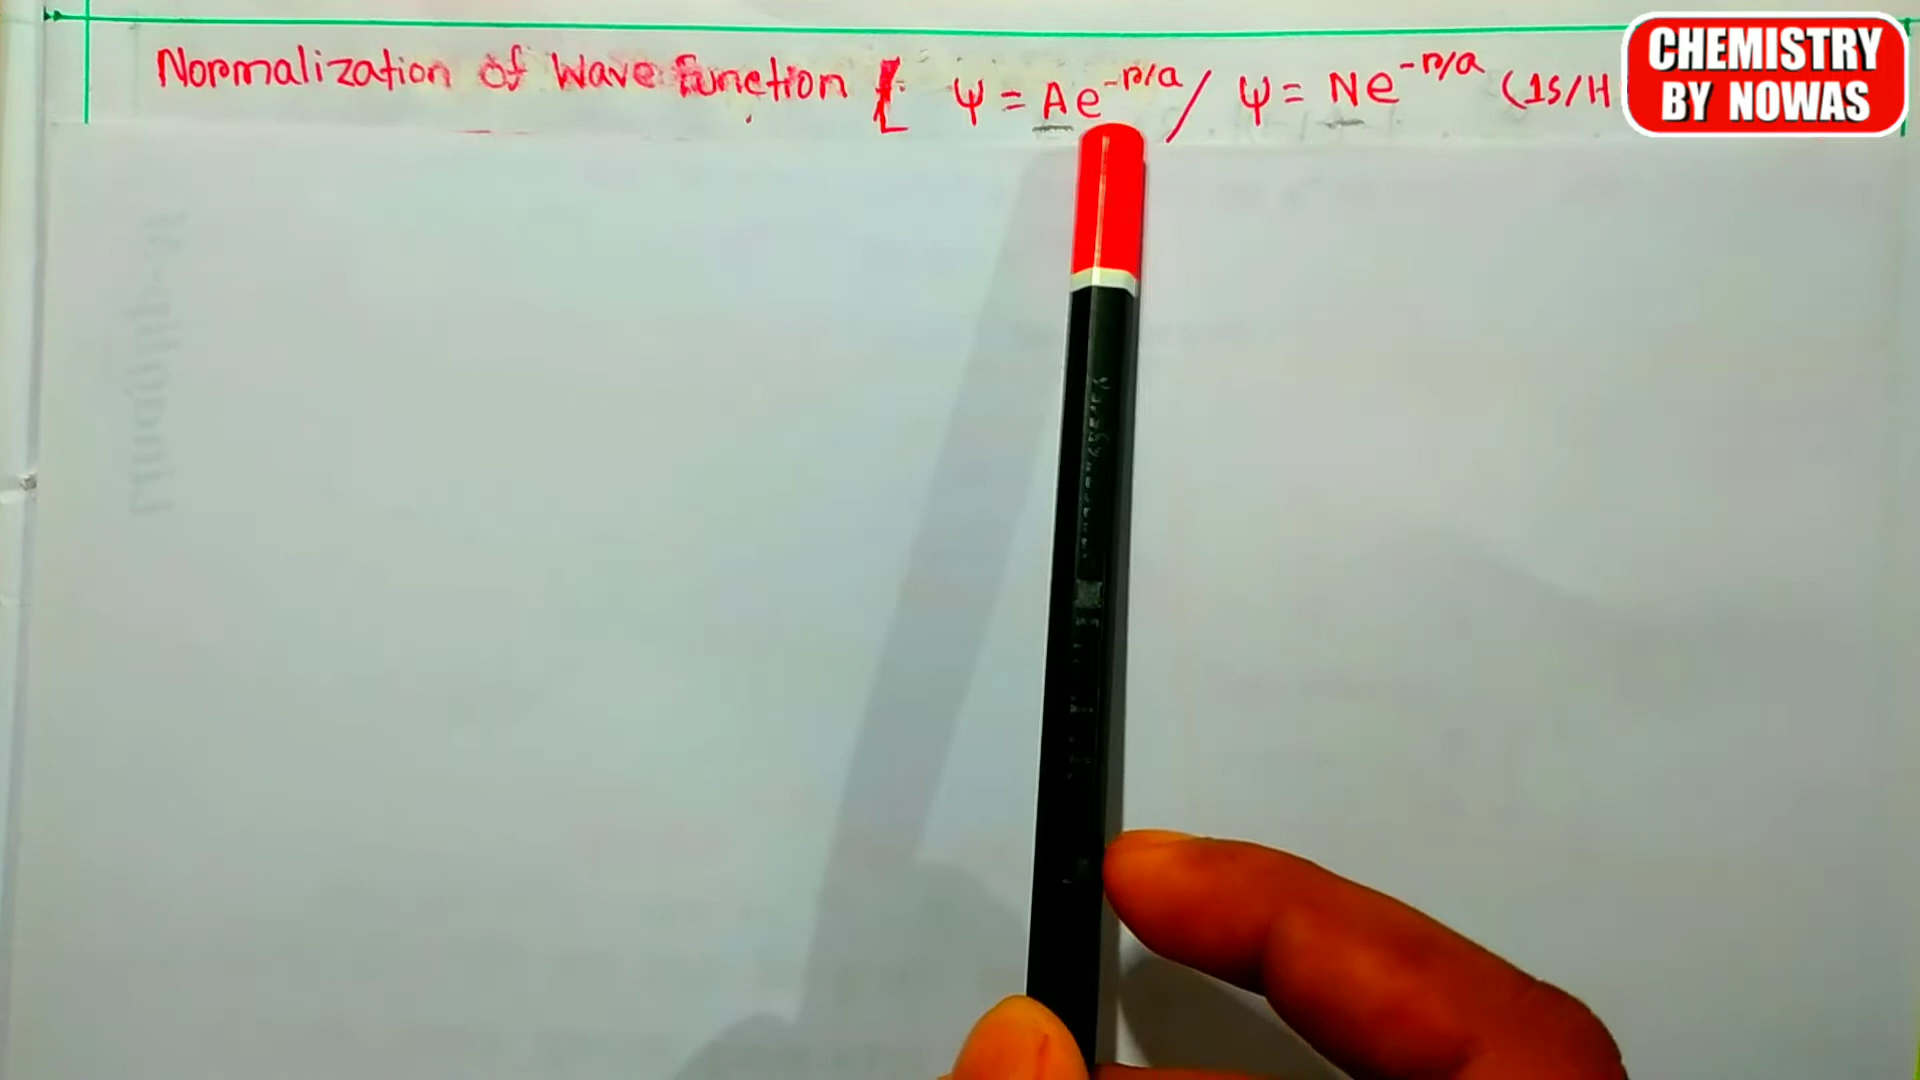 Normalization of Wave Function [ Ψ = Ae^-r/a / Ψ = Ne^-r/a (1S/H
CHEMISTRY
BY NOWAS